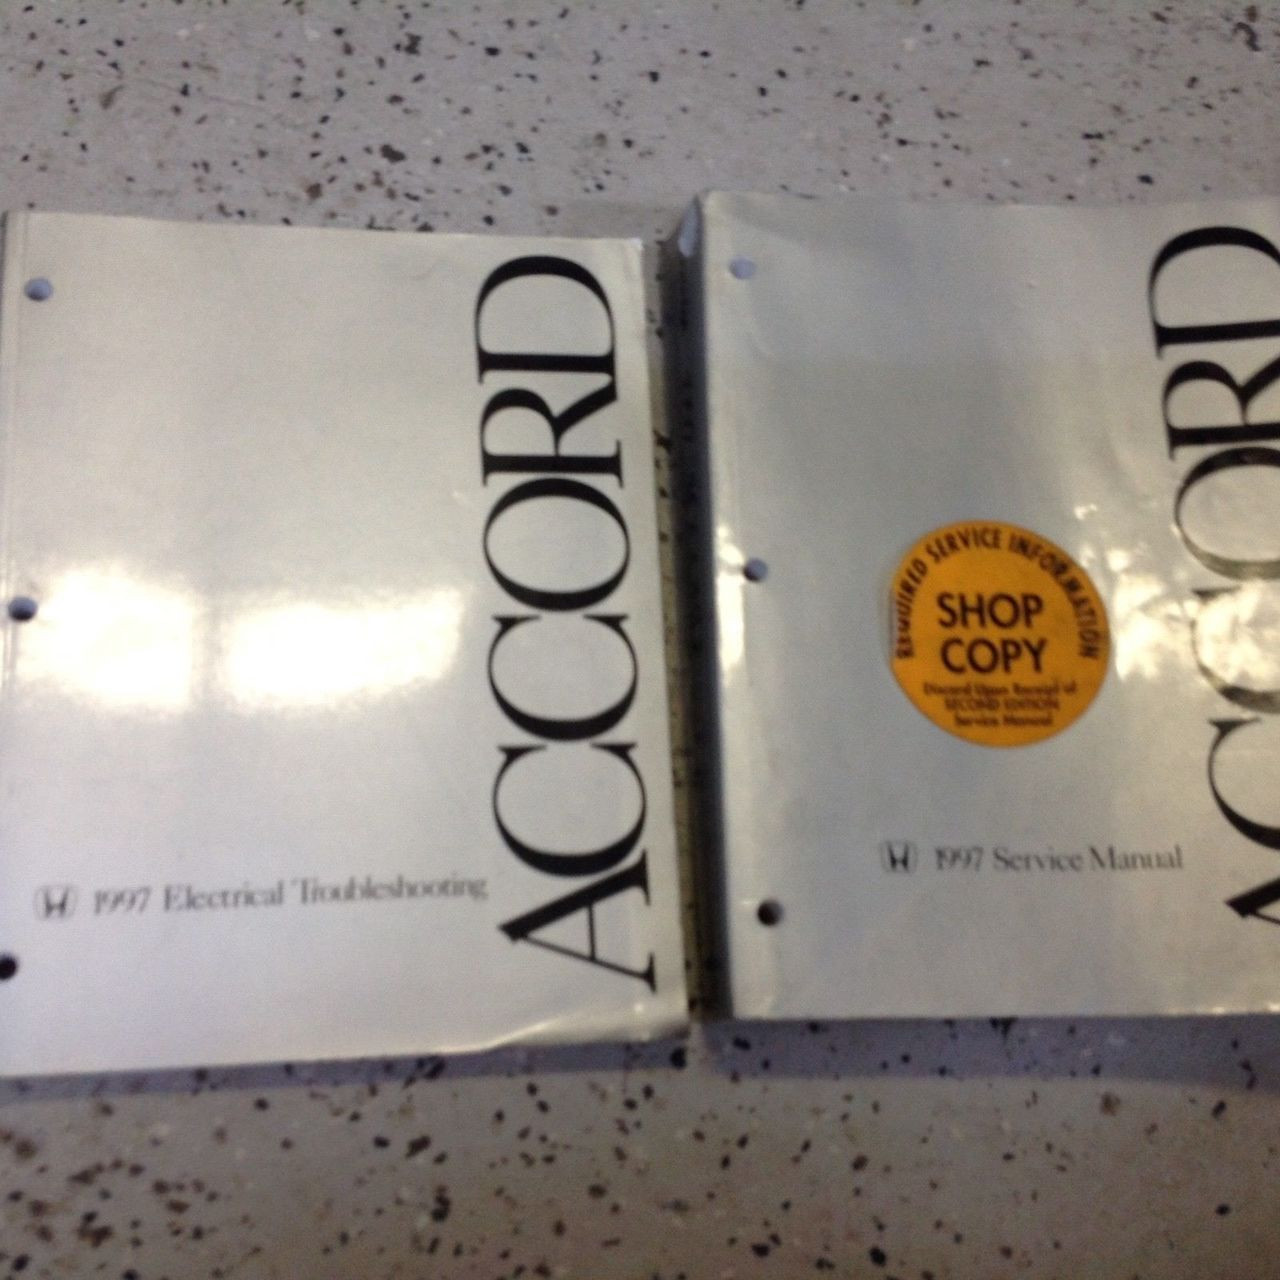 ACCORD
1997 Electrical Troubleshooting
ACCORD
REQUIRED SERVICE INFORMATION
SHOP
COPY
Discard Upon Receipt of
SECOND EDITION
Service Manual
1997 Service Manual